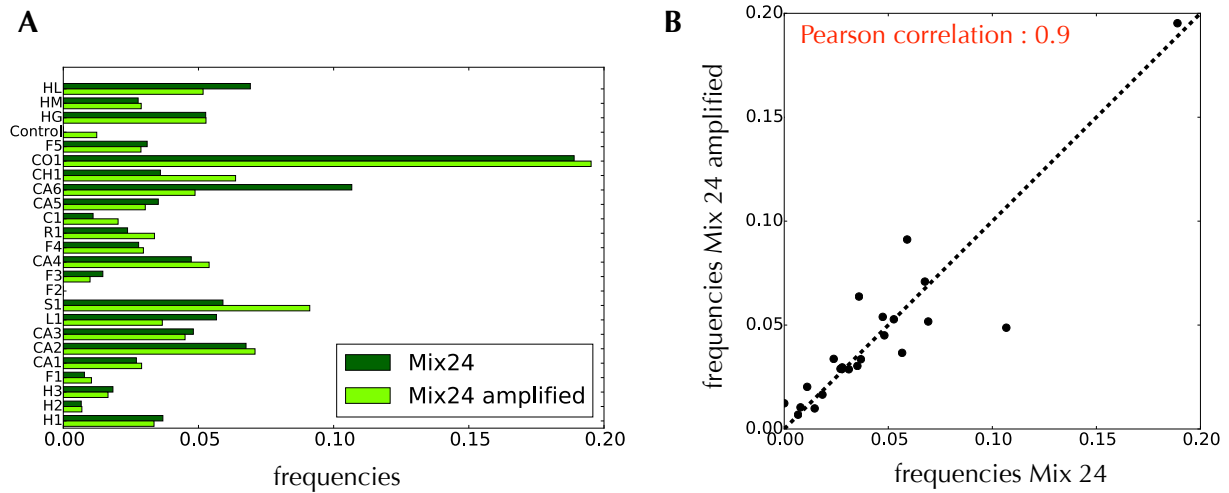 A
HL
HM
HG
Control
F5
CO1
CH1
CA6
CA5
C1
R1
F4
CA4
F3
F2
S1
L1
CA3
CA2
CA1
F1
H3
H2
H1
Mix24
Mix24 amplified
0.00 0.05 0.10 0.15 0.20
frequencies
B
Pearson correlation : 0.9
frequencies Mix 24 amplified
0.20
0.15
0.10
0.05
0.00
0.00 0.05 0.10 0.15 0.20
frequencies Mix 24